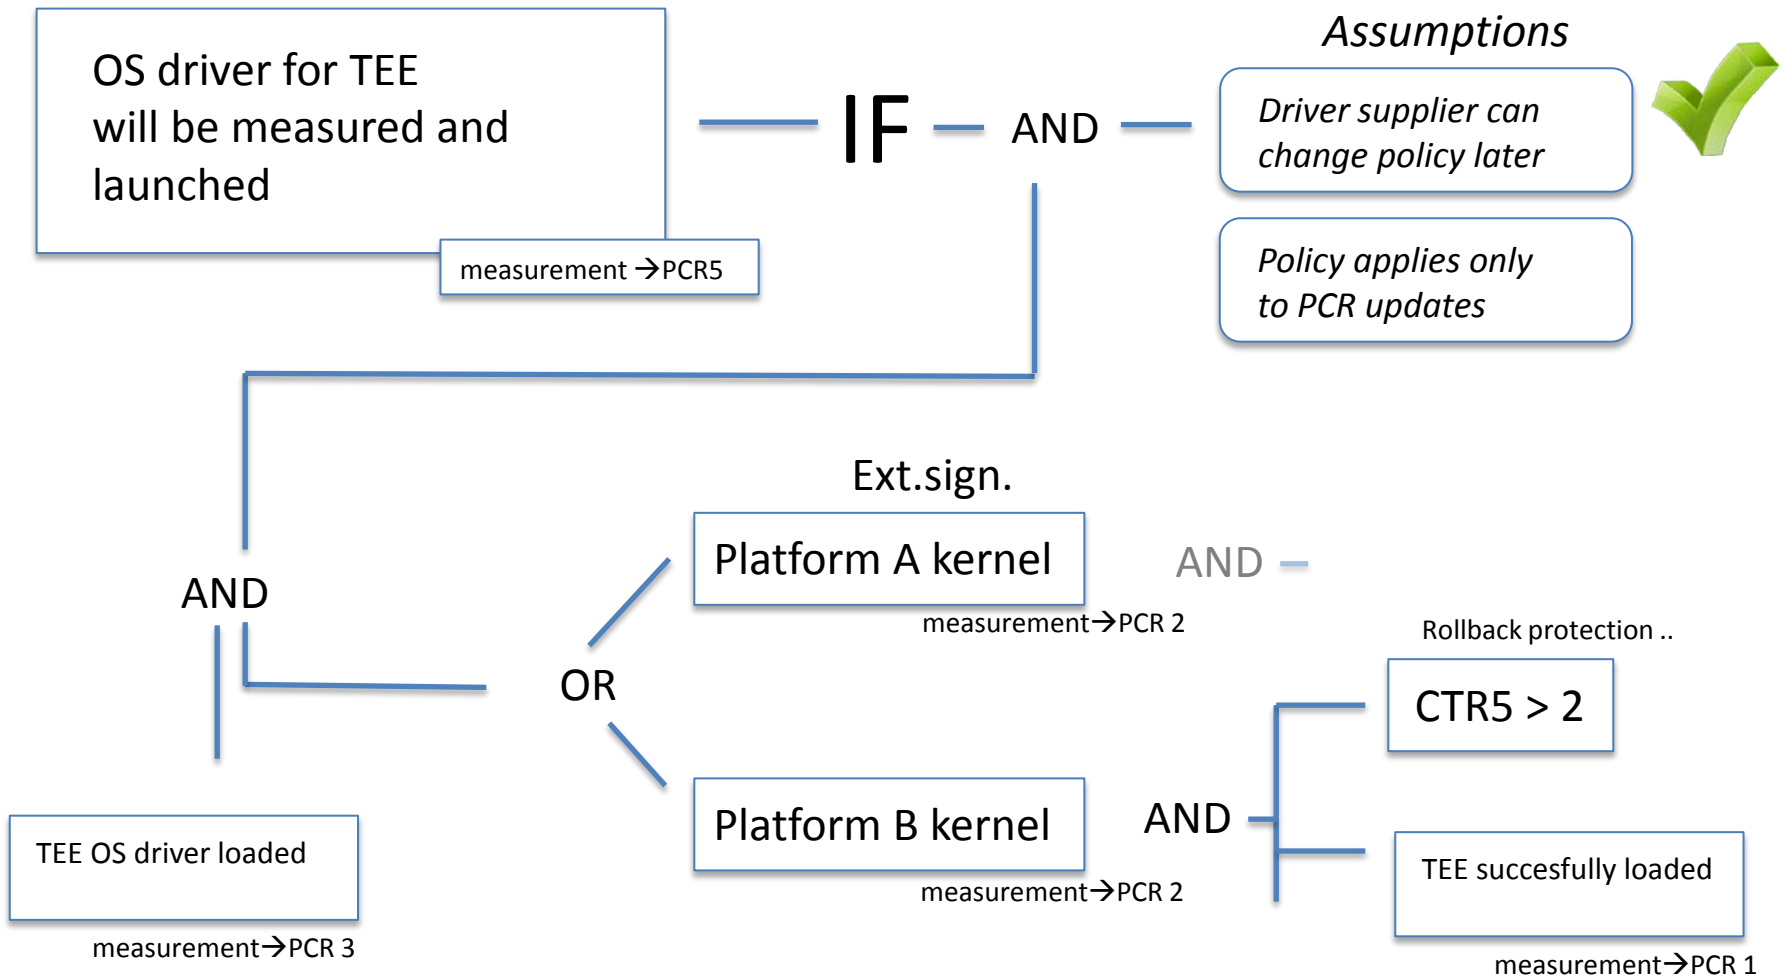 Assumptions
OS driver for TEE
will be measured and
launched
measurement →PCR5
IF
AND
Driver supplier can
change policy later
Policy applies only
to PCR updates
Ext.sign.
Platform A kernel
AND
measurement→PCR 2
AND
OR
Rollback protection ..
CTR5 > 2
Platform B kernel
AND
measurement→PCR 2
TEE OS driver loaded
measurement→PCR 3
TEE succesfully loaded
measurement→PCR 1